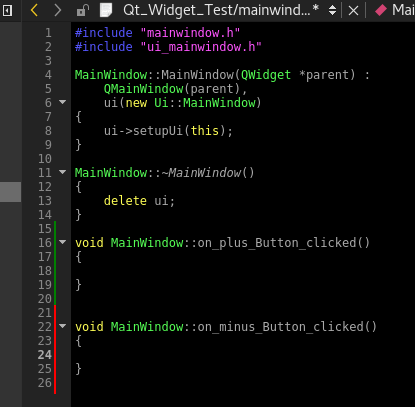 Qt_Widget_Test/mainwind...* Mai
1 #include "mainwindow.h"
2 #include "ui_mainwindow.h"
3
4 MainWindow::MainWindow(QWidget *parent) :
5     QMainWindow(parent),
6     ui(new Ui::MainWindow)
7 {
8     ui->setupUi(this);
9 }
10
11 MainWindow::~MainWindow()
12 {
13     delete ui;
14 }
15
16 void MainWindow::on_plus_Button_clicked()
17 {
18
19 }
20
21
22 void MainWindow::on_minus_Button_clicked()
23 {
24
25 }
26